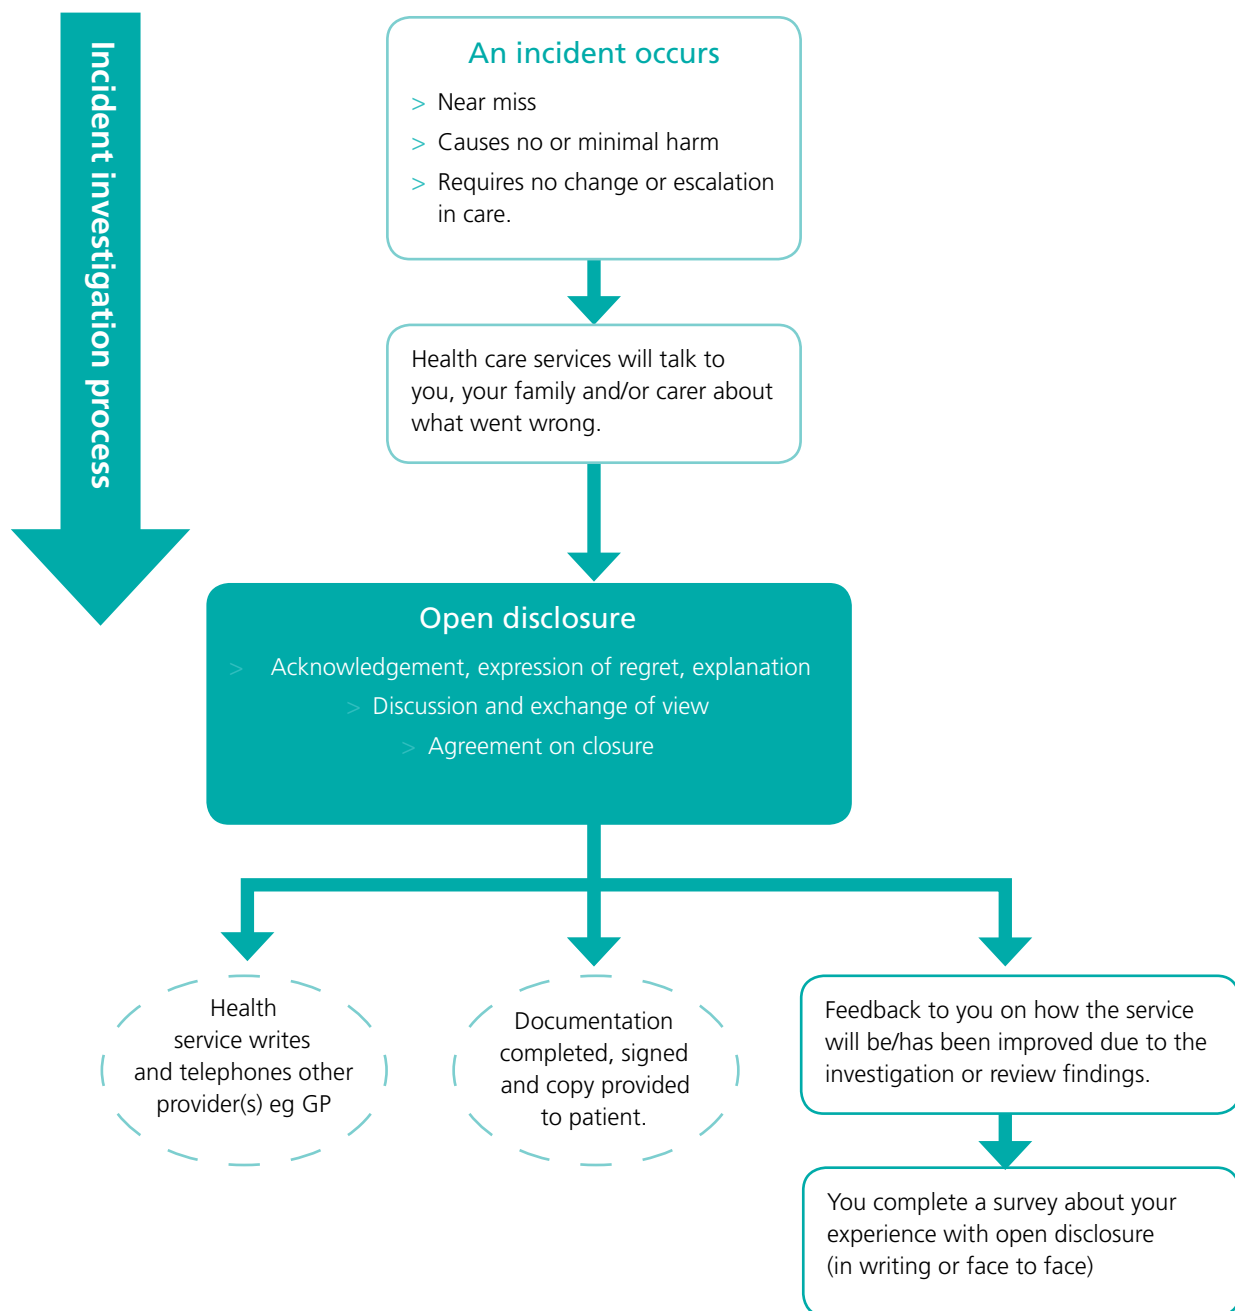 Incident investigation process
An incident occurs
> Near miss
> Causes no or minimal harm
> Requires no change or escalation
in care.
Health care services will talk to
you, your family and/or carer about
what went wrong.
Open disclosure
> Acknowledgement, expression of regret, explanation
> Discussion and exchange of view
> Agreement on closure
Health
service writes
and telephones other
provider(s) eg GP
Documentation
completed, signed
and copy provided
to patient.
Feedback to you on how the service
will be/has been improved due to the
investigation or review findings.
You complete a survey about your
experience with open disclosure
(in writing or face to face)